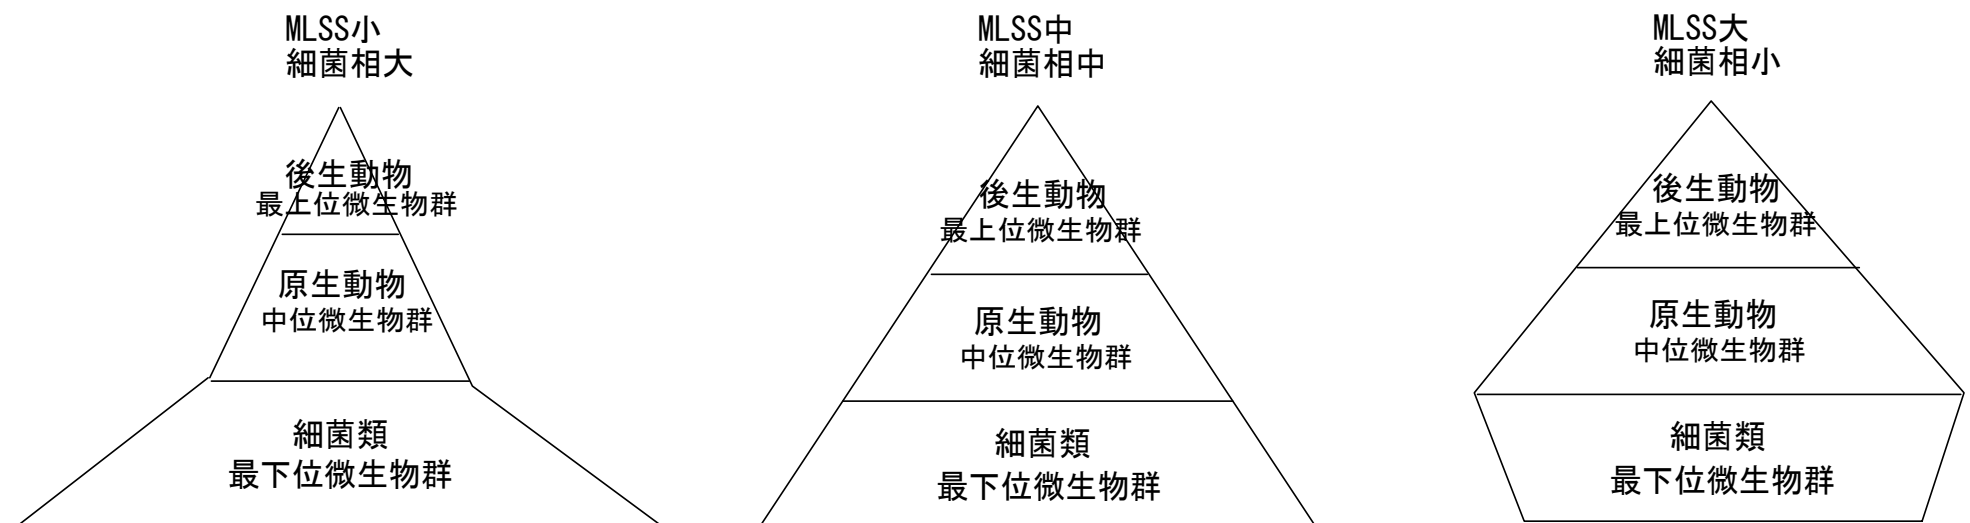 MLSS小
細菌相大
後生動物
最上位微生物群
原生動物
中位微生物群
細菌類
最下位微生物群
MLSS中
細菌相中
後生動物
最上位微生物群
原生動物
中位微生物群
細菌類
最下位微生物群
MLSS大
細菌相小
後生動物
最上位微生物群
原生動物
中位微生物群
細菌類
最下位微生物群